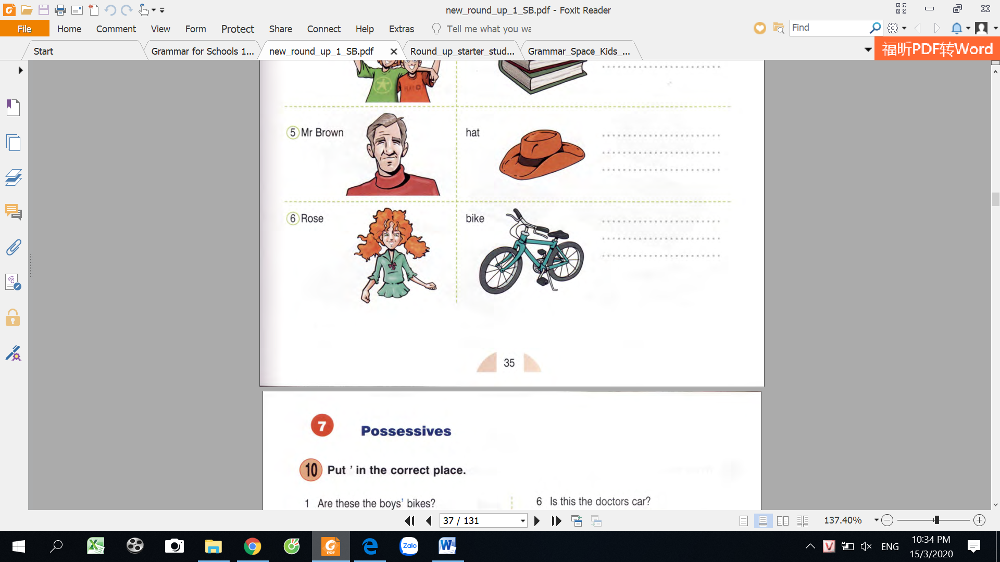 new_round_up_1_SB.pdf - Foxit Reader
File Home Comment View Form Protect Share Connect Help Extras Tell me what you wa
Find
Start Grammar for Schools 1... new_round_up_1_SB.pdf Round_up_starter_stud... Grammar_Space_Kids_...
福昕PDF转Word
PLAY
5 Mr Brown hat
6 Rose bike
35
7 Possessives
10 Put ' in the correct place.
1 Are these the boys' bikes?
6 Is this the doctors car?
37 / 131
137.40%
PDF
Zalo
ENG
10:34 PM
15/3/2020